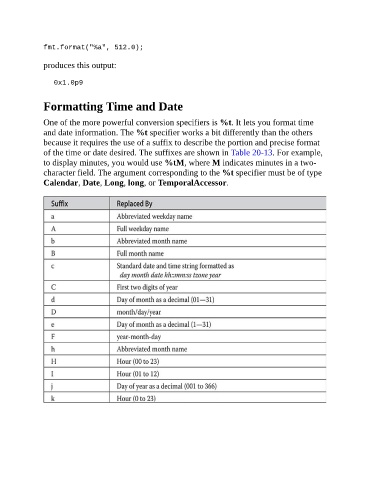 fmt.format("%a", 512.0);
produces this output:
0x1.0p9
Formatting Time and Date
One of the more powerful conversion specifiers is %t. It lets you format time
and date information. The %t specifier works a bit differently than the others
because it requires the use of a suffix to describe the portion and precise format
of the time or date desired. The suffixes are shown in Table 20-13. For example,
to display minutes, you would use %tM, where M indicates minutes in a two-
character field. The argument corresponding to the %t specifier must be of type
Calendar, Date, Long, long, or TemporalAccessor.
Suffix Replaced By
a Abbreviated weekday name
A Full weekday name
b Abbreviated month name
B Full month name
c Standard date and time string formatted as
day month date hh:mm:ss tzone year
C First two digits of year
d Day of month as a decimal (01—31)
D month/day/year
e Day of month as a decimal (1—31)
F year-month-day
h Abbreviated month name
H Hour (00 to 23)
I Hour (01 to 12)
j Day of year as a decimal (001 to 366)
k Hour (0 to 23)